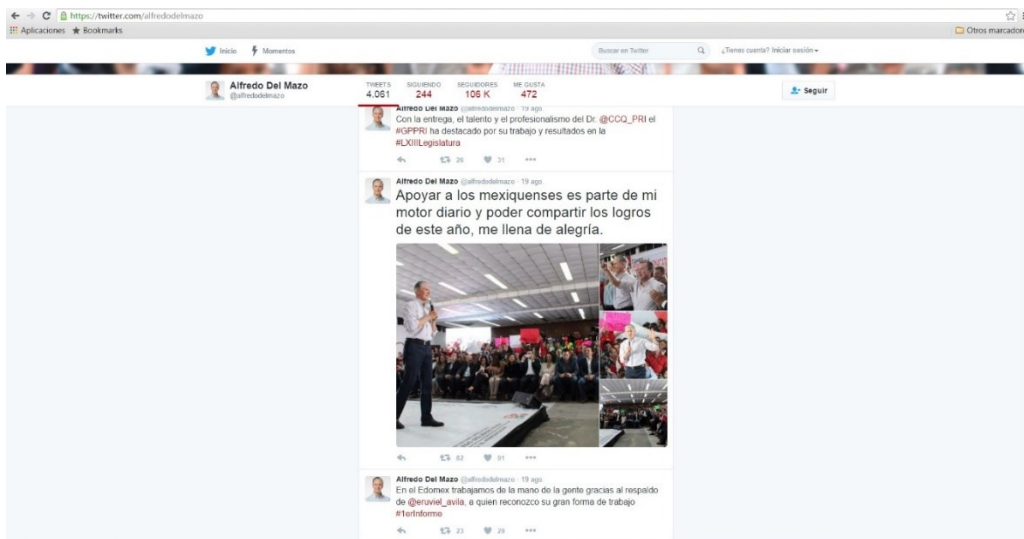 https://twitter.com/alfredodelmazo
Aplicaciones Bookmarks Otros marcadore
Inicio Momentos Buscar en Twitter ¿Tienes cuenta? Iniciar sesión
Alfredo Del Mazo
@alfredodelmazo
TWEETS SIGUIENDO SEGUIDORES ME GUSTA
4.061 244 106 K 472
Seguir
Alfredo Del Mazo @alfredodelmazo · 19 ago.
Con la entrega, el talento y el profesionalismo del Dr. @CCQ_PRI el
#GPPRI ha destacado por su trabajo y resultados en la
#LXIIILegislatura
26 31
Alfredo Del Mazo @alfredodelmazo · 19 ago.
Apoyar a los mexiquenses es parte de mi
motor diario y poder compartir los logros
de este año, me llena de alegría.
82 91
Alfredo Del Mazo @alfredodelmazo · 19 ago.
En el Edomex trabajamos de la mano de la gente gracias al respaldo
de @eruviel_avila, a quien reconozco su gran forma de trabajo
#1erInforme
23 29